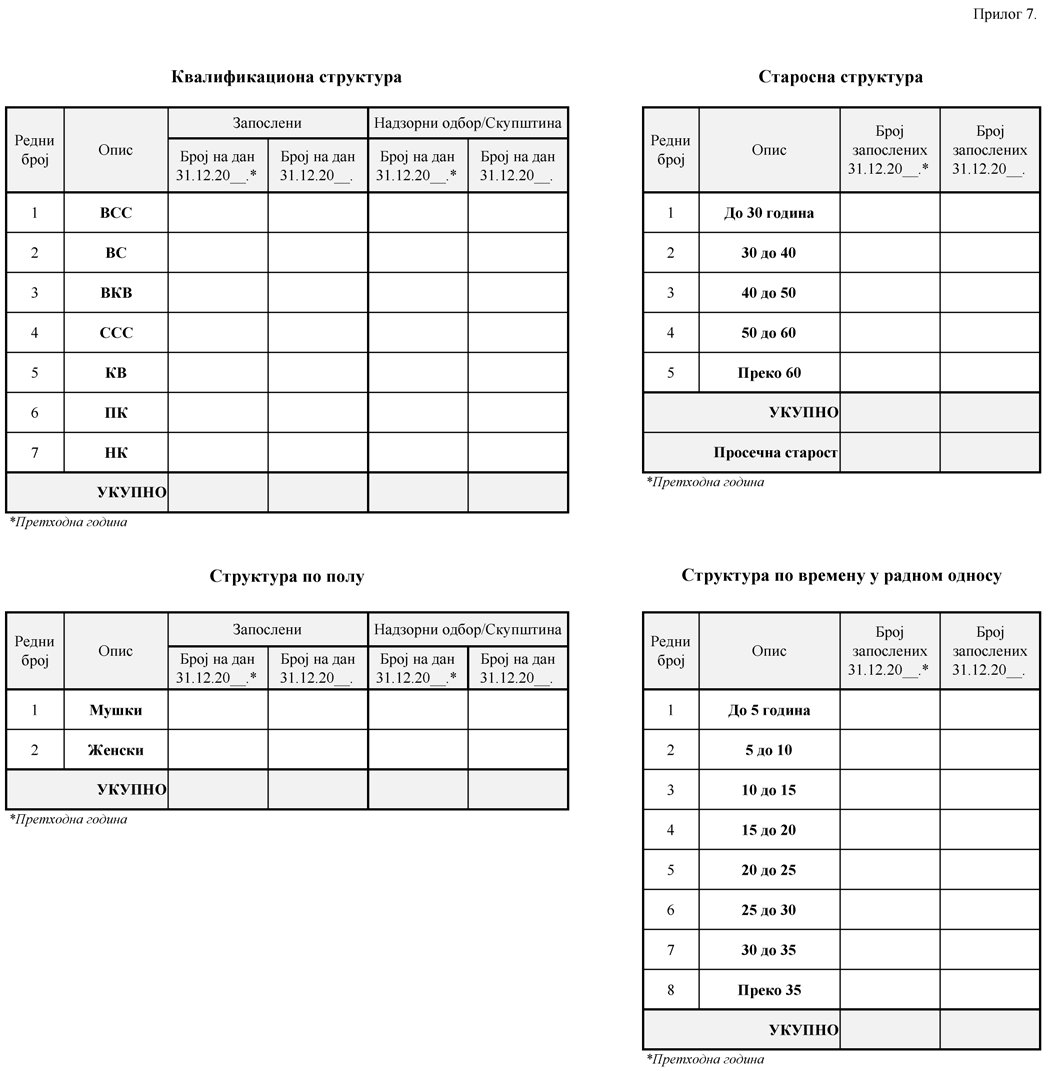 Прилог 7.
Квалификациона структура
Редни број
Опис
Запослени
Надзорни одбор/Скупштина
Број на дан 31.12.20__.*
Број на дан 31.12.20__.
Број на дан 31.12.20__.*
Број на дан 31.12.20__.
1 ВСС
2 ВС
3 ВКВ
4 ССС
5 КВ
6 ПК
7 НК
УКУПНО
*Претходна година
Старосна структура
Редни број
Опис
Број запослених 31.12.20__.*
Број запослених 31.12.20__.
1 До 30 година
2 30 до 40
3 40 до 50
4 50 до 60
5 Преко 60
УКУПНО
Просечна старост
*Претходна година
Структура по полу
Редни број
Опис
Запослени
Надзорни одбор/Скупштина
Број на дан 31.12.20__.*
Број на дан 31.12.20__.
Број на дан 31.12.20__.*
Број на дан 31.12.20__.
1 Мушки
2 Женски
УКУПНО
*Претходна година
Структура по времену у радном односу
Редни број
Опис
Број запослених 31.12.20__.*
Број запослених 31.12.20__.
1 До 5 година
2 5 до 10
3 10 до 15
4 15 до 20
5 20 до 25
6 25 до 30
7 30 до 35
8 Преко 35
УКУПНО
*Претходна година